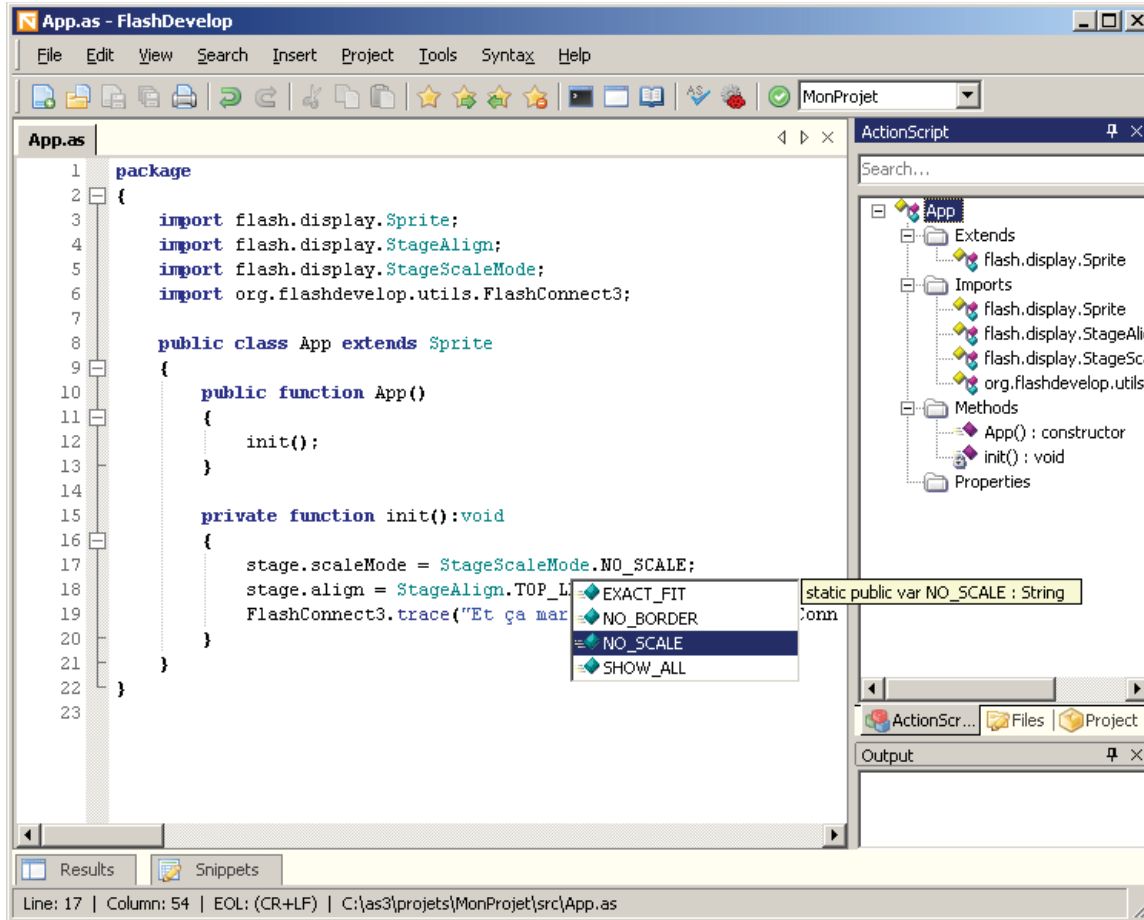 App.as - FlashDevelop
File Edit View Search Insert Project Tools Syntax Help
MonProjet
App.as
1 package
2 {
3 import flash.display.Sprite;
4 import flash.display.StageAlign;
5 import flash.display.StageScaleMode;
6 import org.flashdevelop.utils.FlashConnect3;
7
8 public class App extends Sprite
9 {
10 public function App()
11 {
12 init();
13 }
14
15 private function init():void
16 {
17 stage.scaleMode = StageScaleMode.NO_SCALE;
18 stage.align = StageAlign.TOP_L
19 FlashConnect3.trace("Et ça mar Conn
20 }
21 }
22 }
23
EXACT_FIT
NO_BORDER
NO_SCALE
SHOW_ALL
static public var NO_SCALE : String
ActionScript
Search...
App
Extends
flash.display.Sprite
Imports
flash.display.Sprite
flash.display.StageAli
flash.display.StageSc
org.flashdevelop.utils
Methods
App() : constructor
init() : void
Properties
ActionScr... Files Project
Output
Results Snippets
Line: 17 | Column: 54 | EOL: (CR+LF) | C:\as3\projets\MonProjet\src\App.as